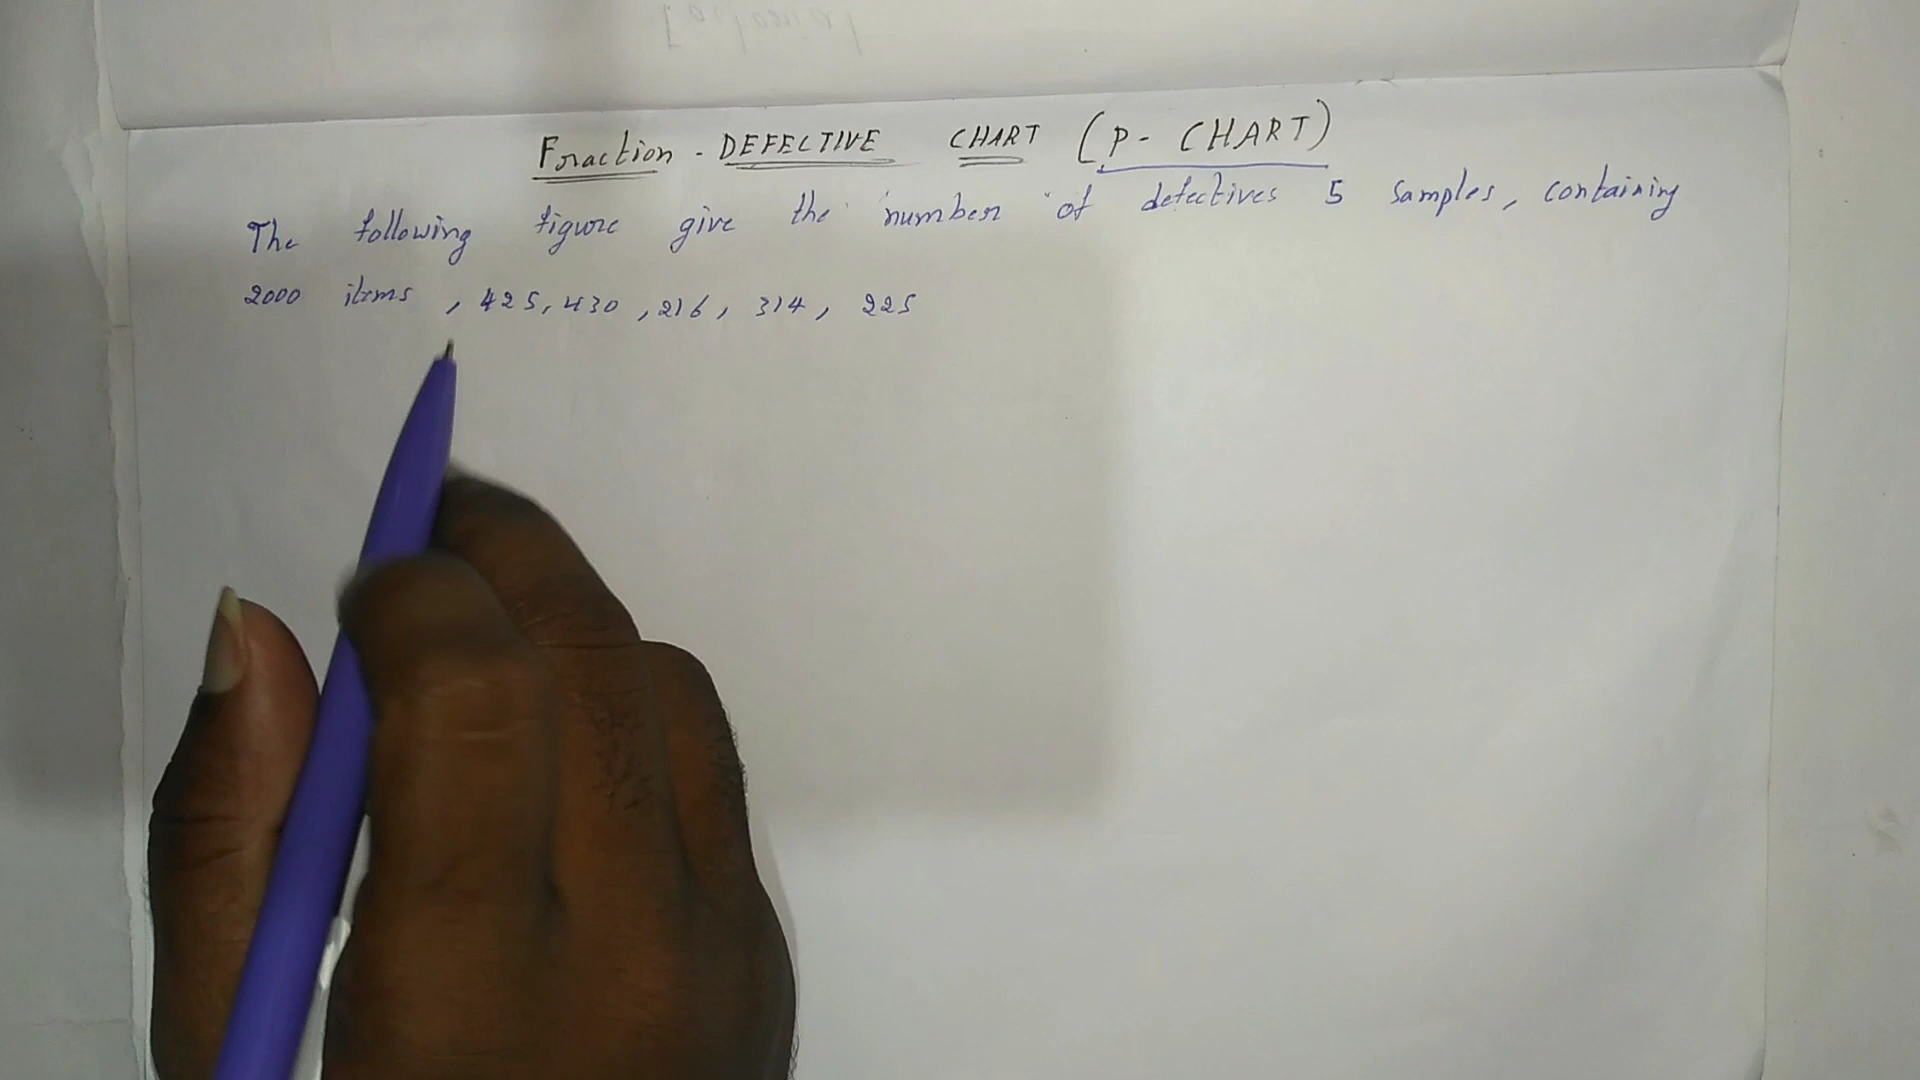 Fraction - DEFECTIVE CHART (P- CHART)
The following figure give the number of defectives 5 samples, containing
2000 items , 425, 430 , 216 , 314 , 225